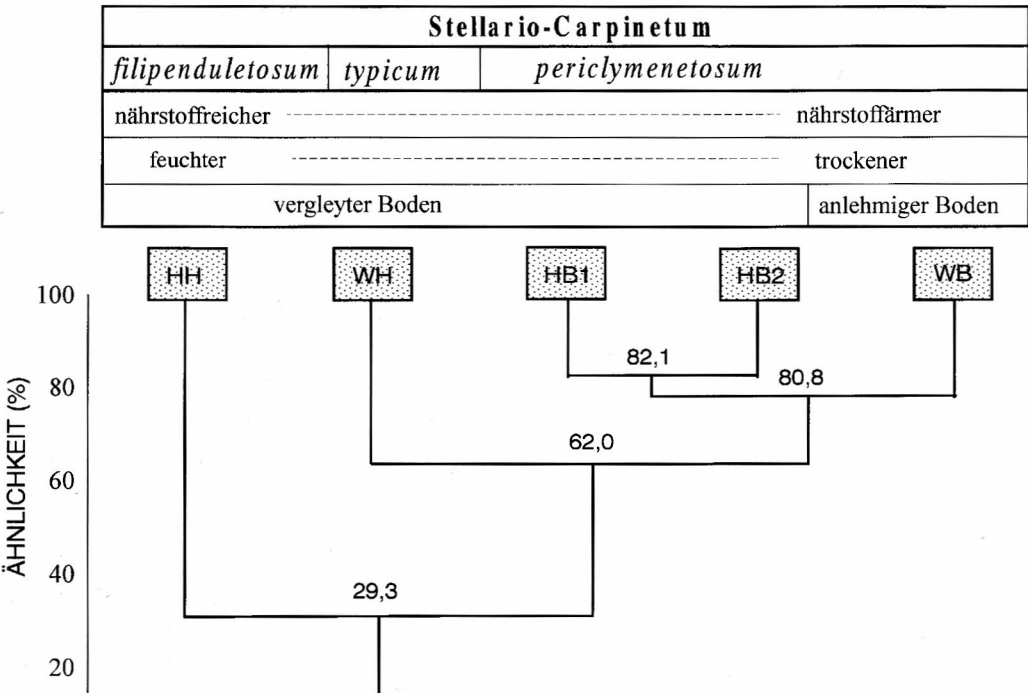 Stellario-Carpinetum
filipenduletosum typicum periclymenetosum
nährstoffreicher nährstoffärmer
feuchter trockener
vergleyter Boden anlehmiger Boden
HH WH HB1 HB2 WB
100
82,1
80,8
80
62,0
60
40
29,3
20
ÄHNLICHKEIT (%)